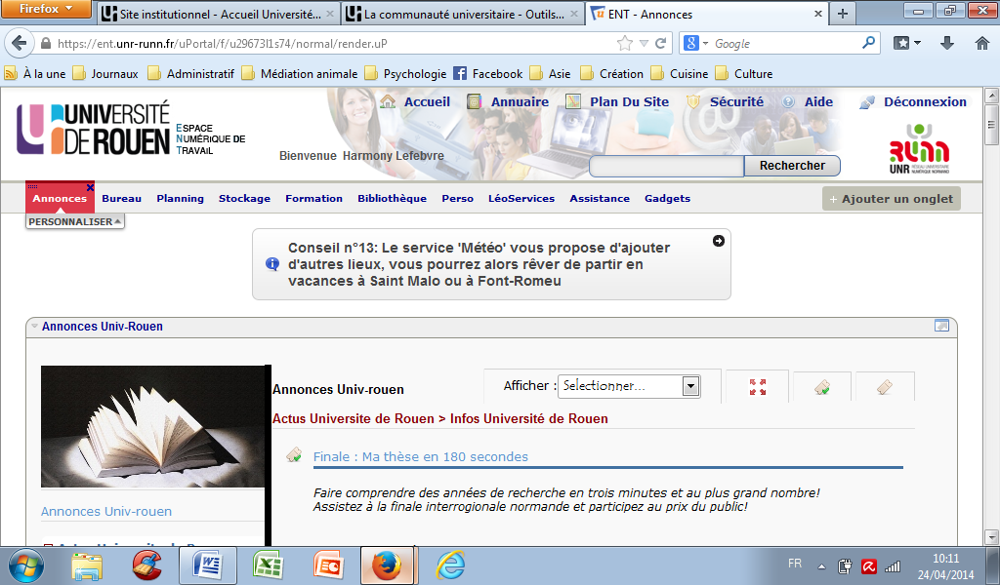 Firefox
Site institutionnel - Accueil Université...
La communauté universitaire - Outils...
ENT - Annonces
https://ent.unr-runn.fr/uPortal/f/u29673l1s74/normal/render.uP
Google
À la une
Journaux
Administratif
Médiation animale
Psychologie
Facebook
Asie
Création
Cuisine
Culture
UNIVERSITÉ
DE ROUEN
ESPACE
NUMÉRIQUE DE
TRAVAIL
Accueil
Annuaire
Plan Du Site
Sécurité
Aide
Déconnexion
Bienvenue Harmony Lefebvre
Rechercher
RUNN
UNR
Annonces
Bureau
Planning
Stockage
Formation
Bibliothèque
Perso
LéoServices
Assistance
Gadgets
+ Ajouter un onglet
PERSONNALISER
Conseil n°13: Le service 'Météo' vous propose d'ajouter
d'autres lieux, vous pourrez alors rêver de partir en
vacances à Saint Malo ou à Font-Romeu
Annonces Univ-Rouen
Annonces Univ-rouen
Afficher : Selectionner...
Actus Universite de Rouen > Infos Université de Rouen
Finale : Ma thèse en 180 secondes
Faire comprendre des années de recherche en trois minutes et au plus grand nombre!
Assistez à la finale interrogionale normande et participez au prix du public!
Annonces Univ-rouen
FR
10:11
24/04/2014